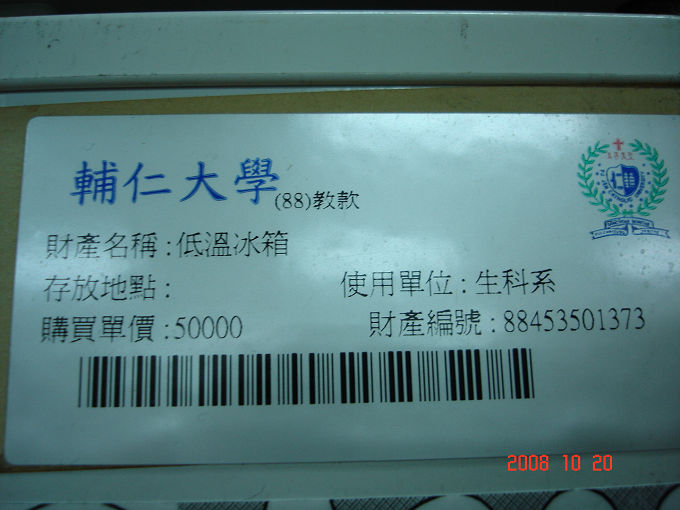 輔仁大學(88)教款
財產名稱:低溫冰箱
存放地點: 使用單位:生科系
購買單價:50000 財產編號:88453501373
2008 10 20